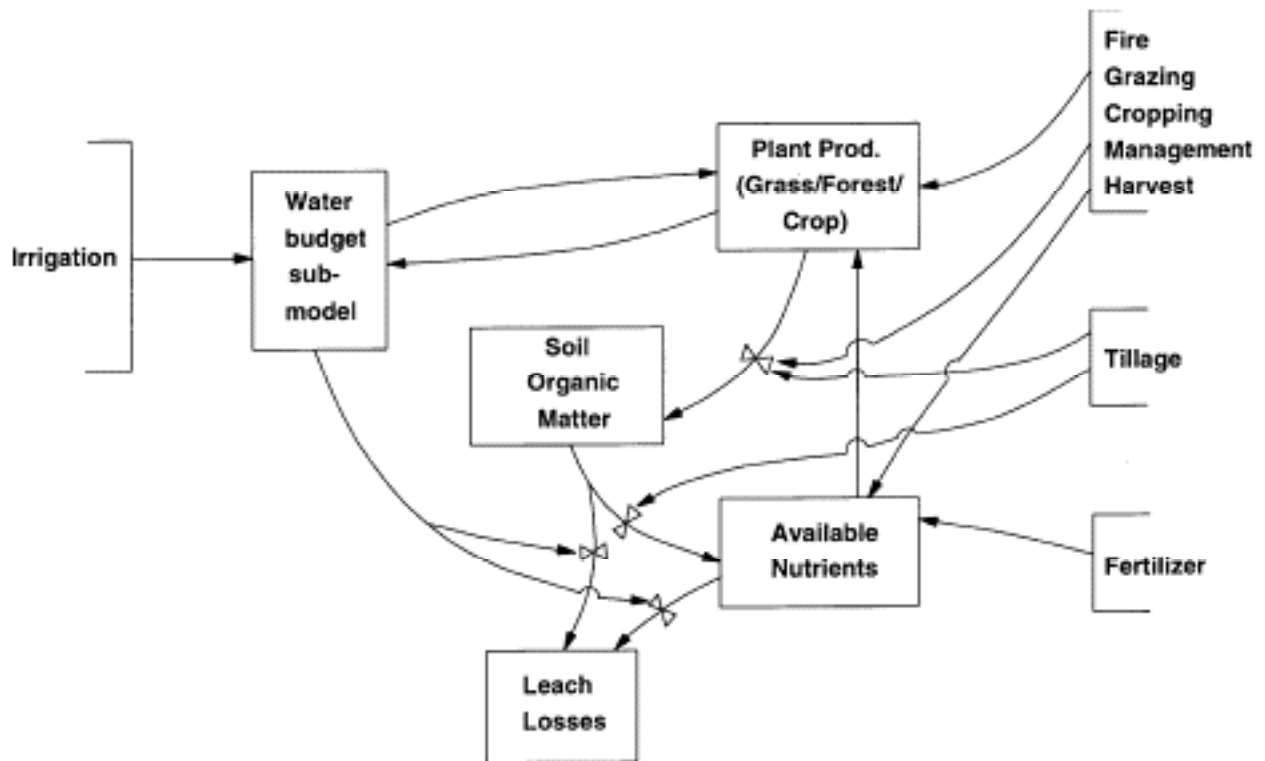 Fire
Grazing
Cropping
Management
Harvest
Plant Prod.
(Grass/Forest/
Crop)
Water
budget
sub-
model
Irrigation
Soil
Organic
Matter
Tillage
Available
Nutrients
Fertilizer
Leach
Losses